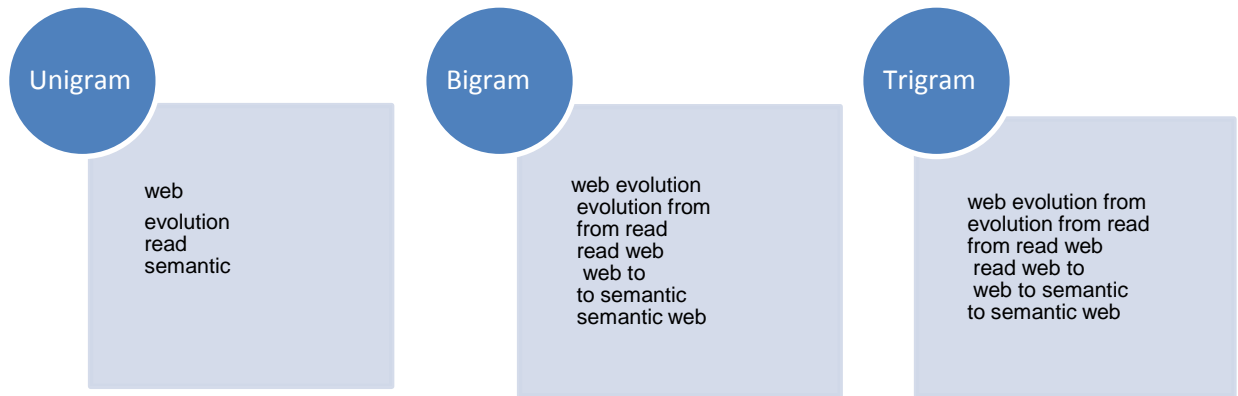 Unigram
web
evolution
read
semantic
Bigram
web evolution
evolution from
from read
read web
web to
to semantic
semantic web
Trigram
web evolution from
evolution from read
from read web
read web to
web to semantic
to semantic web